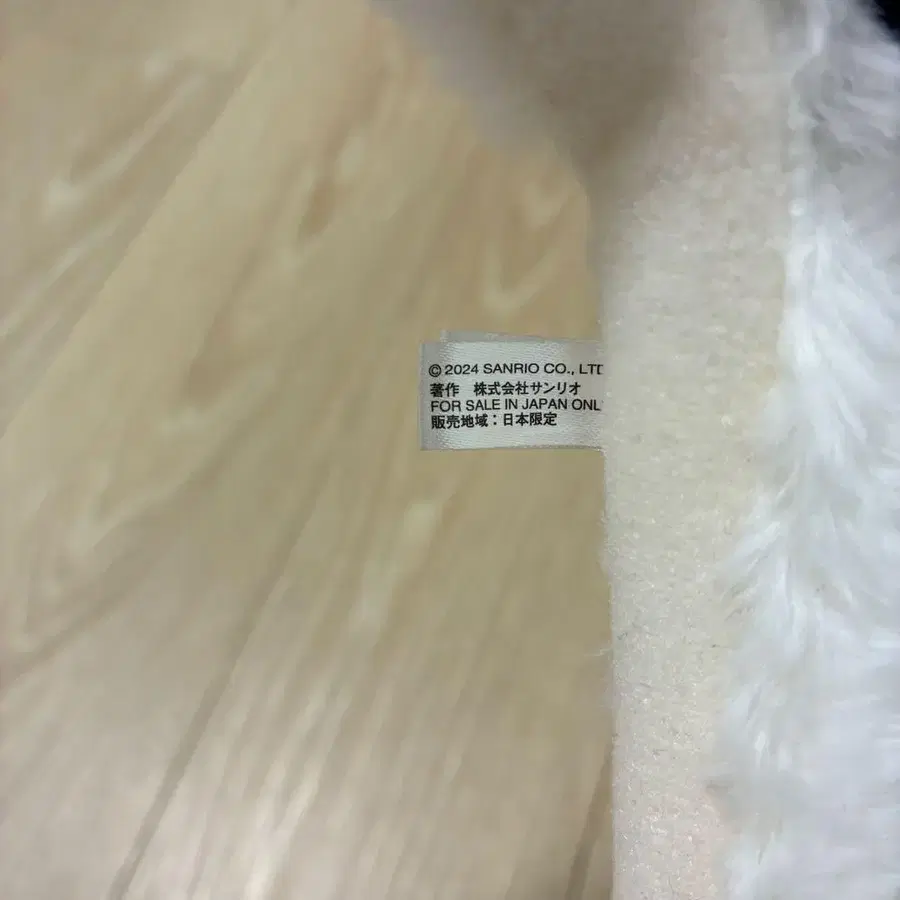 © 2024 SANRIO CO., LTD
著作　株式会社サンリオ
FOR SALE IN JAPAN ONL
販売地域：日本限定